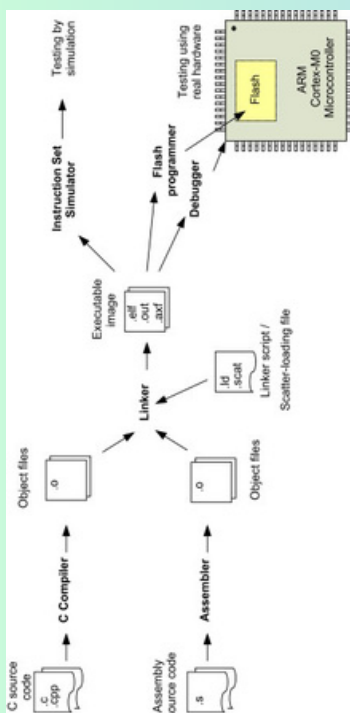 C source
code
.c
.cpp
C Compiler
Object files
.o
Assembly
source code
.s
Assembler
.o
Object files
Linker
.ld
.scat
Linker script /
Scatter-loading file
Executable
image
.elf
.out
.axf
Instruction Set
Simulator
Testing by
simulation
Flash
programmer
Debugger
Testing using
real hardware
Flash
ARM
Cortex-M0
Microcontroller